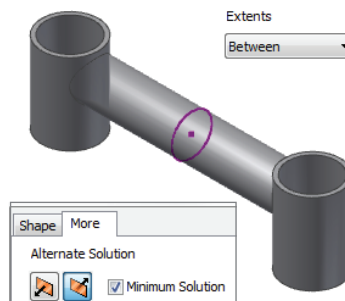 Extents
Between
Shape More
Alternate Solution
Minimum Solution